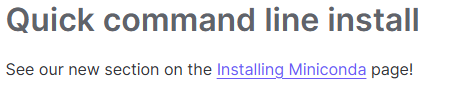 Quick command line install
See our new section on the Installing Miniconda page!